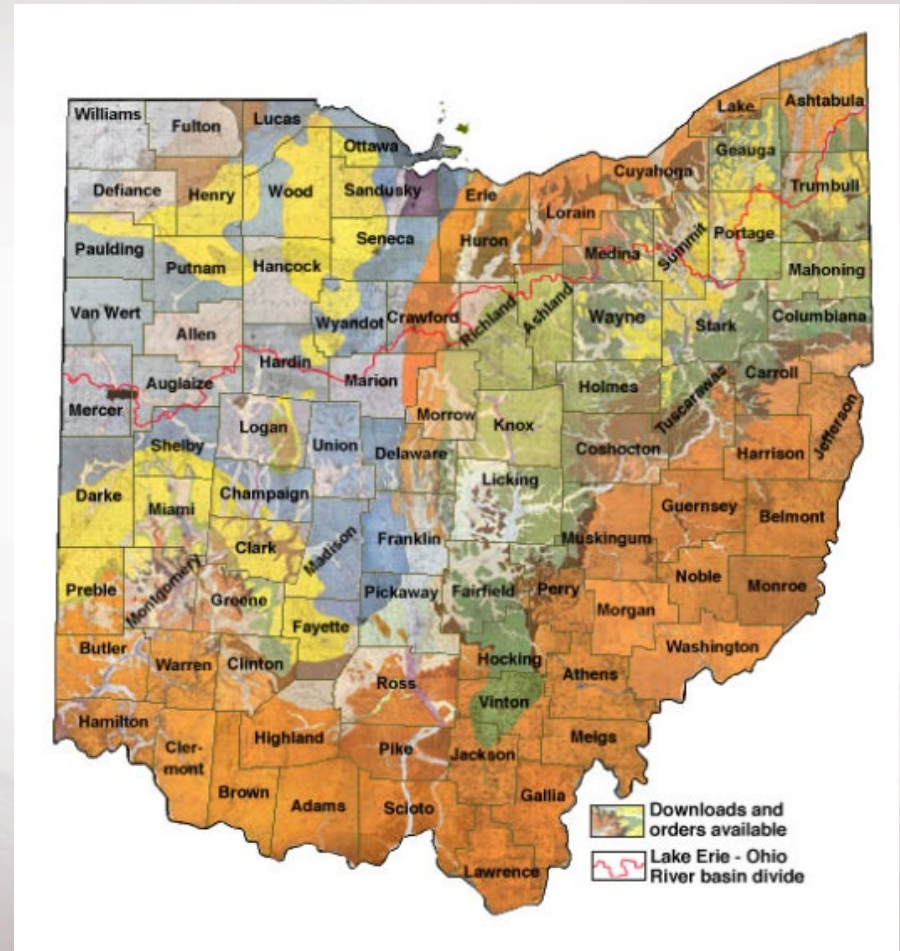 Williams
Fulton
Lucas
Lake
Ashtabula
Ottawa
Geauga
Cuyahoga
Defiance
Henry
Wood
Sandusky
Erie
Lorain
Trumbull
Paulding
Putnam
Hancock
Seneca
Huron
Medina
Summit
Portage
Mahoning
Van Wert
Allen
Wyandot
Crawford
Richland
Ashland
Wayne
Stark
Columbiana
Mercer
Auglaize
Hardin
Marion
Morrow
Knox
Holmes
Tuscarawas
Carroll
Jefferson
Shelby
Logan
Union
Delaware
Coshocton
Harrison
Darke
Miami
Champaign
Licking
Guernsey
Belmont
Clark
Madison
Franklin
Muskingum
Preble
Montgomery
Greene
Pickaway
Fairfield
Perry
Noble
Monroe
Morgan
Fayette
Butler
Warren
Clinton
Hocking
Washington
Ross
Athens
Vinton
Hamilton
Cler-
mont
Highland
Pike
Jackson
Meigs
Brown
Adams
Scioto
Gallia
Lawrence
Downloads and
orders available
Lake Erie - Ohio
River basin divide